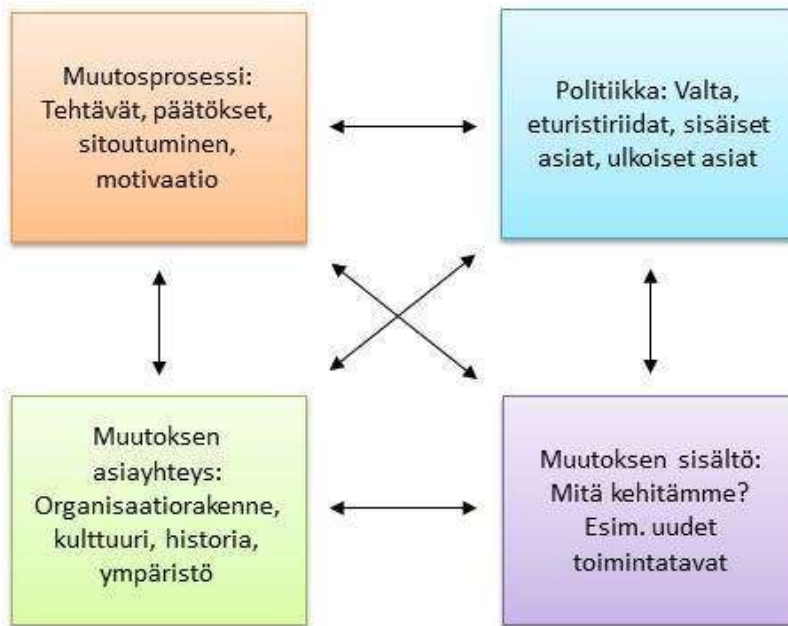 Muutosprosessi:
Tehtävät, päätökset,
sitoutuminen,
motivaatio
Politiikka: Valta,
eturistiriidat, sisäiset
asiat, ulkoiset asiat
Muutoksen
asiayhteys:
Organisaatiorakenne,
kulttuuri, historia,
ympäristö
Muutoksen sisältö:
Mitä kehitämme?
Esim. uudet
toimintatavat